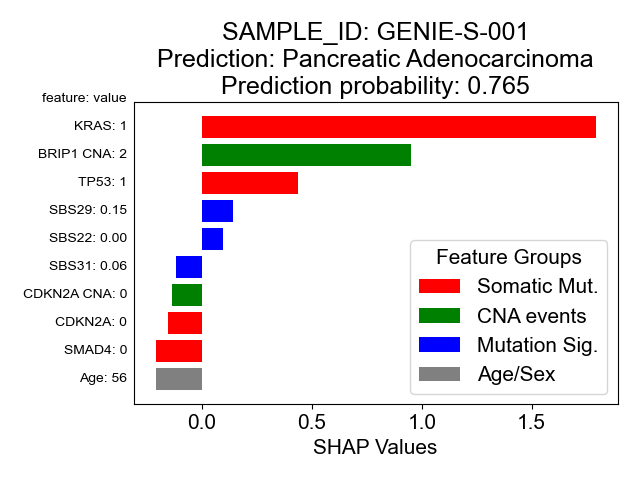 SAMPLE_ID: GENIE-S-001
Prediction: Pancreatic Adenocarcinoma
Prediction probability: 0.765
feature: value
KRAS: 1
BRIP1 CNA: 2
TP53: 1
SBS29: 0.15
SBS22: 0.00
SBS31: 0.06
CDKN2A CNA: 0
CDKN2A: 0
SMAD4: 0
Age: 56
Feature Groups
Somatic Mut.
CNA events
Mutation Sig.
Age/Sex
0.0 0.5 1.0 1.5
SHAP Values